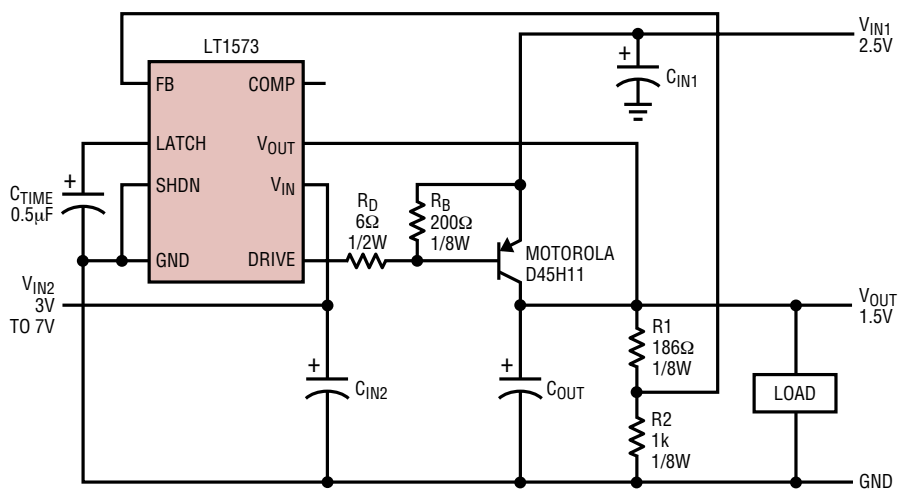 LT1573
FB
COMP
LATCH
VOUT
SHDN
VIN
GND
DRIVE
CTIME
0.5µF
VIN2
3V
TO 7V
RD
6Ω
1/2W
RB
200Ω
1/8W
MOTOROLA
D45H11
VIN1
2.5V
CIN1
VOUT
1.5V
R1
186Ω
1/8W
R2
1k
1/8W
LOAD
CIN2
COUT
GND
+
+
+
+